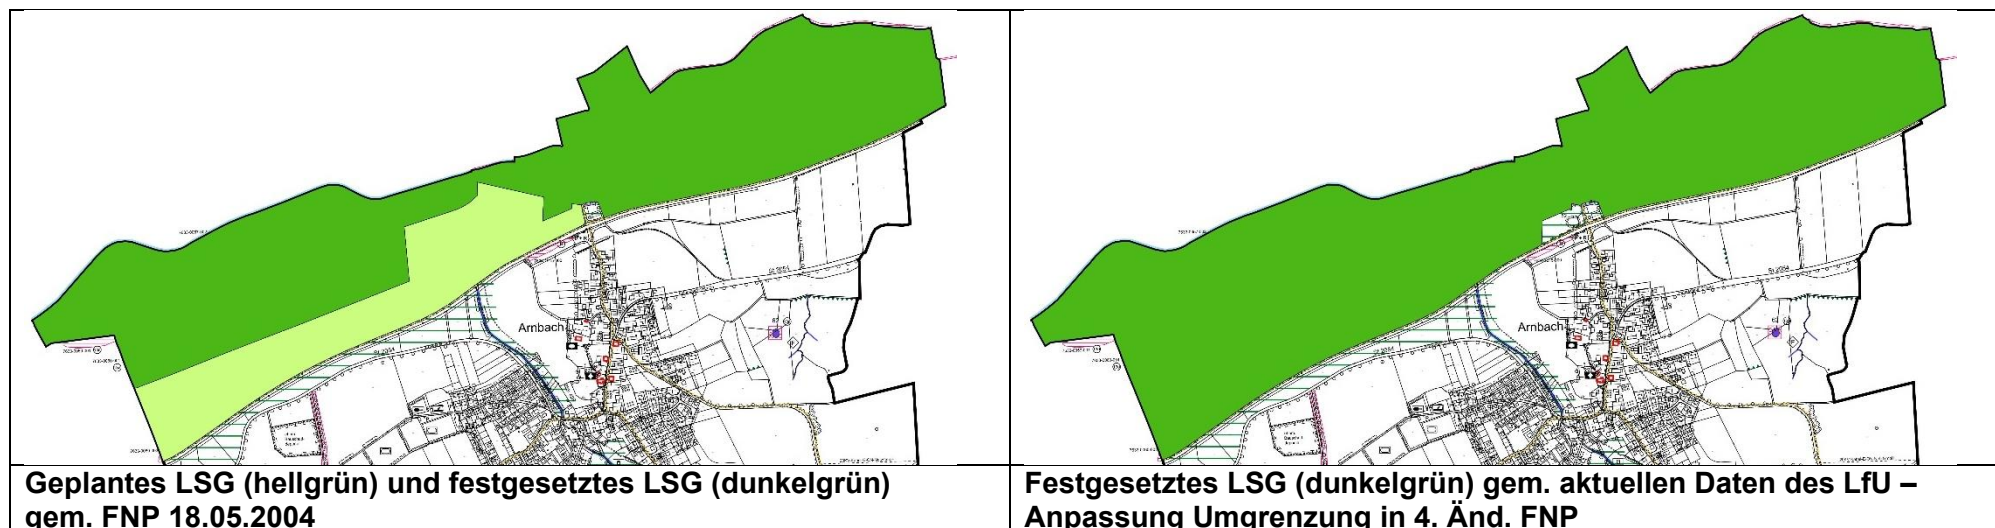 Arnbach
Arnbach
Geplantes LSG (hellgrün) und festgesetztes LSG (dunkelgrün)
gem. FNP 18.05.2004
Festgesetztes LSG (dunkelgrün) gem. aktuellen Daten des LfU –
Anpassung Umgrenzung in 4. Änd. FNP